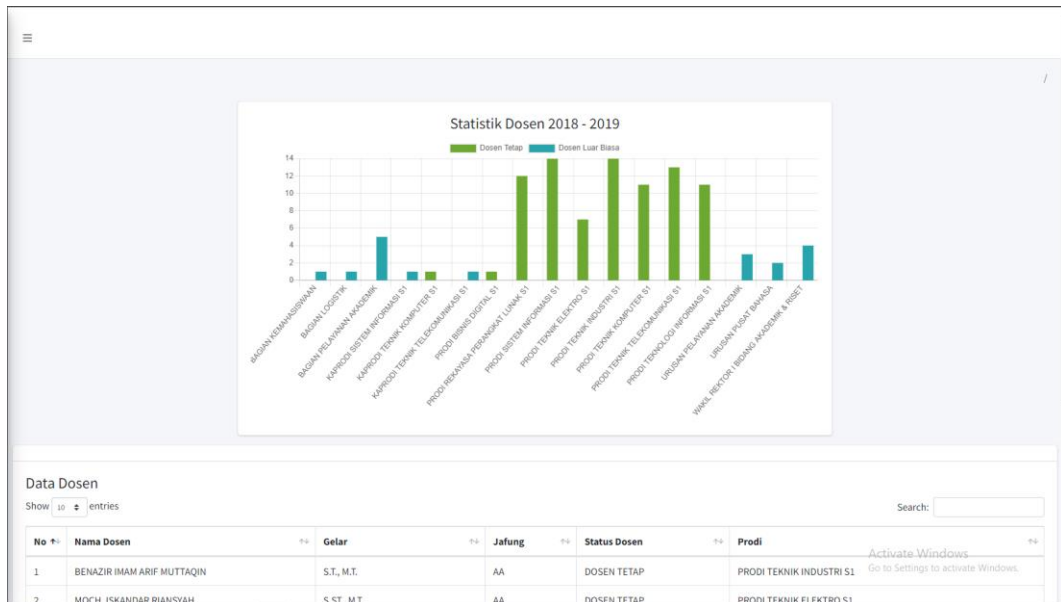 ≡
/
Statistik Dosen 2018 - 2019
Dosen Tetap Dosen Luar Biasa
14
12
10
8
6
4
2
0
BAGIAN KEMAHASISWAAN
BAGIAN LOGISTIK
BAGIAN PELAYANAN AKADEMIK
KAPRODI SISTEM INFORMASI S1
KAPRODI TEKNIK KOMPUTER S1
KAPRODI TEKNIK TELEKOMUNIKASI S1
PRODI BISNIS DIGITAL S1
PRODI REKAYASA PERANGKAT LUNAK S1
PRODI SISTEM INFORMASI S1
PRODI TEKNIK ELEKTRO S1
PRODI TEKNIK INDUSTRI S1
PRODI TEKNIK KOMPUTER S1
PRODI TEKNIK TELEKOMUNIKASI S1
PRODI TEKNOLOGI INFORMASI S1
URUSAN PELAYANAN AKADEMIK
URUSAN PUSAT BAHASA
WAKIL REKTOR I BIDANG AKADEMIK & RISET
Data Dosen
Show 10 entries Search:
No Nama Dosen Gelar Jafung Status Dosen Prodi
Activate Windows
1 BENAZIR IMAM ARIF MUTTAQIN S.T., M.T. AA DOSEN TETAP PRODI TEKNIK INDUSTRI S1
Go to Settings to activate Windows.
2 MOCH. ISKANDAR RIANSYAH S.ST., M.T. AA DOSEN TETAP PRODI TEKNIK ELEKTRO S1